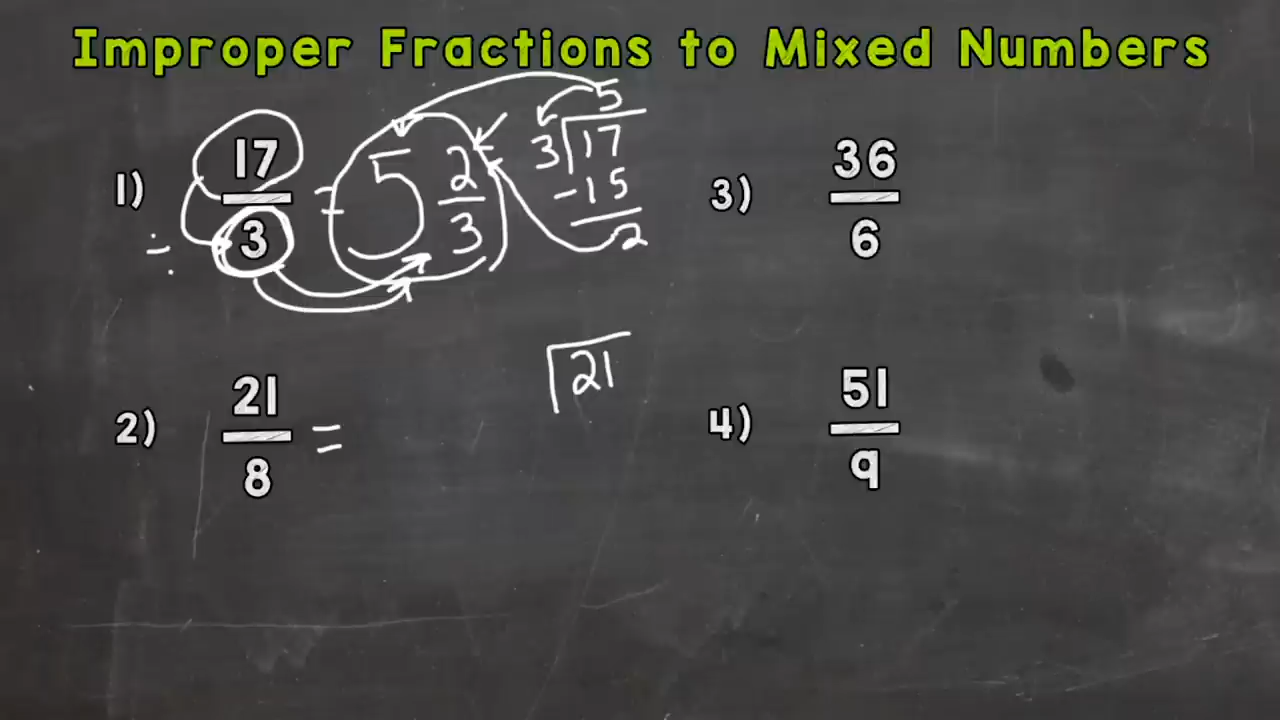 Improper Fractions to Mixed Numbers
1) 17/3 = 5 2/3
÷
5
3 17
-15
2
2) 21/8 =
21
3) 36/6
4) 51/9